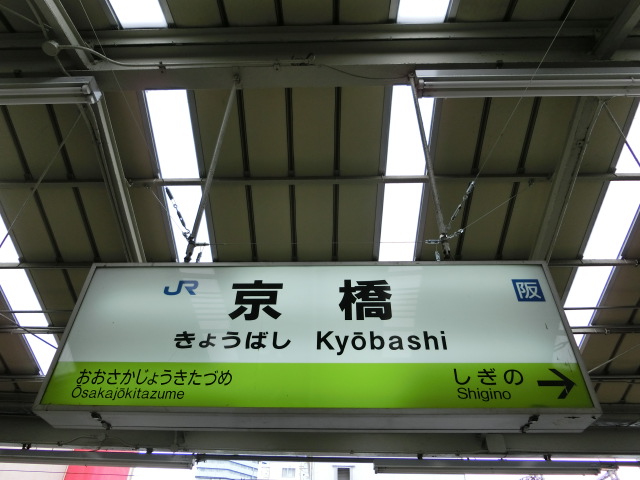 JR 京橋 阪
きょうばし Kyōbashi
おおさかじょうきたづめ しぎの →
Ōsakajōkitazume Shigino